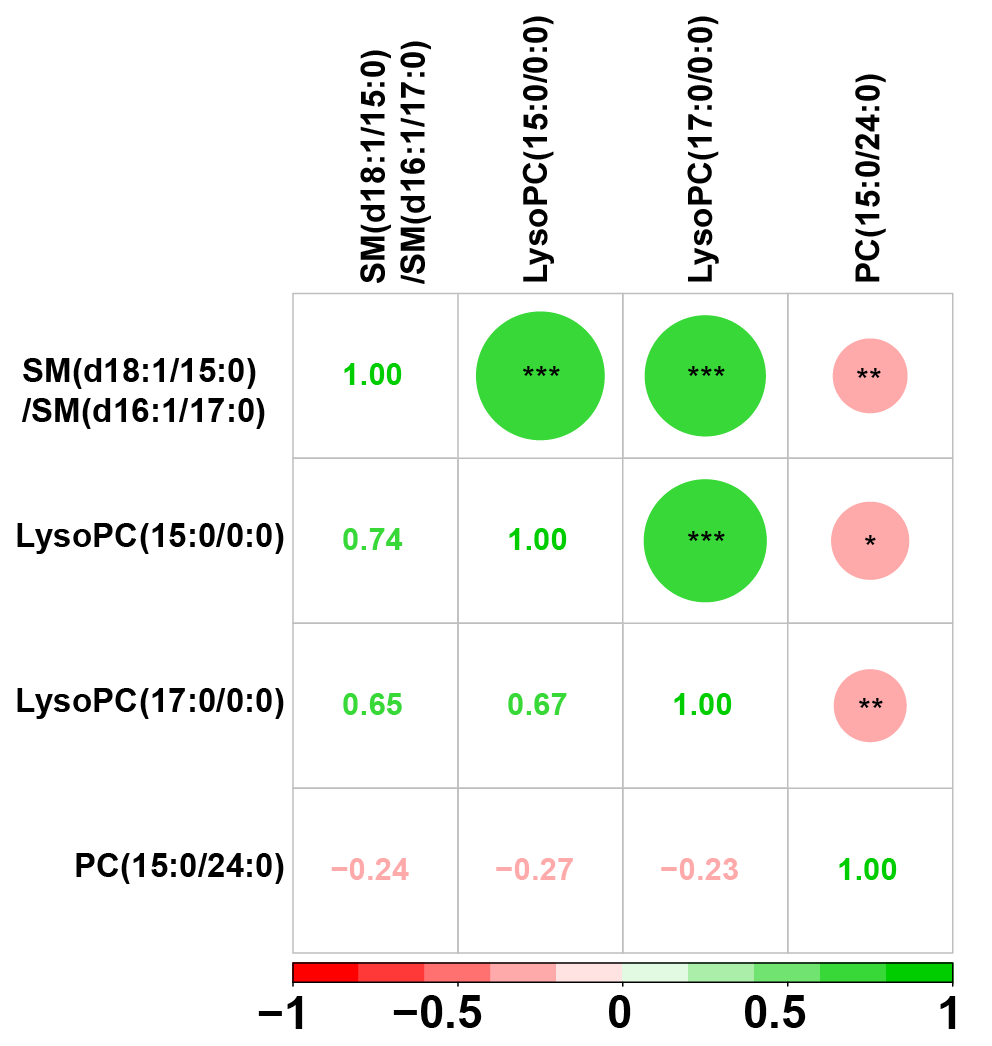 SM(d18:1/15:0)
/SM(d16:1/17:0)
LysoPC(15:0/0:0)
LysoPC(17:0/0:0)
PC(15:0/24:0)
SM(d18:1/15:0)
/SM(d16:1/17:0)
1.00
***
***
**
LysoPC(15:0/0:0)
0.74
1.00
***
*
LysoPC(17:0/0:0)
0.65
0.67
1.00
**
PC(15:0/24:0)
−0.24
−0.27
−0.23
1.00
−1
−0.5
0
0.5
1